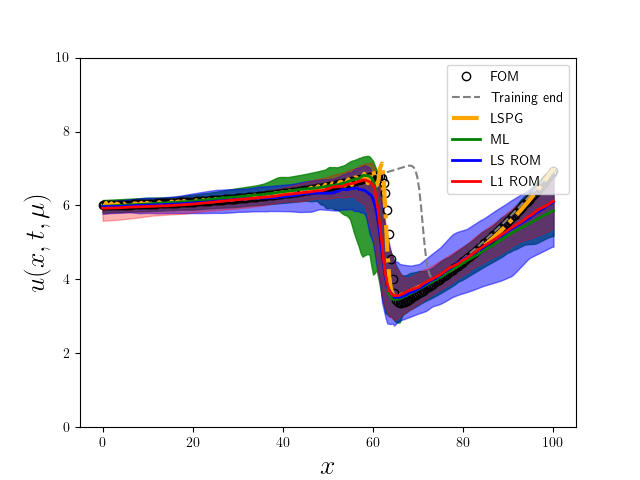 10
8
6
4
2
0
u(x, t, μ)
0 20 40 60 80 100
x
FOM
Training end
LSPG
ML
LS ROM
L1 ROM